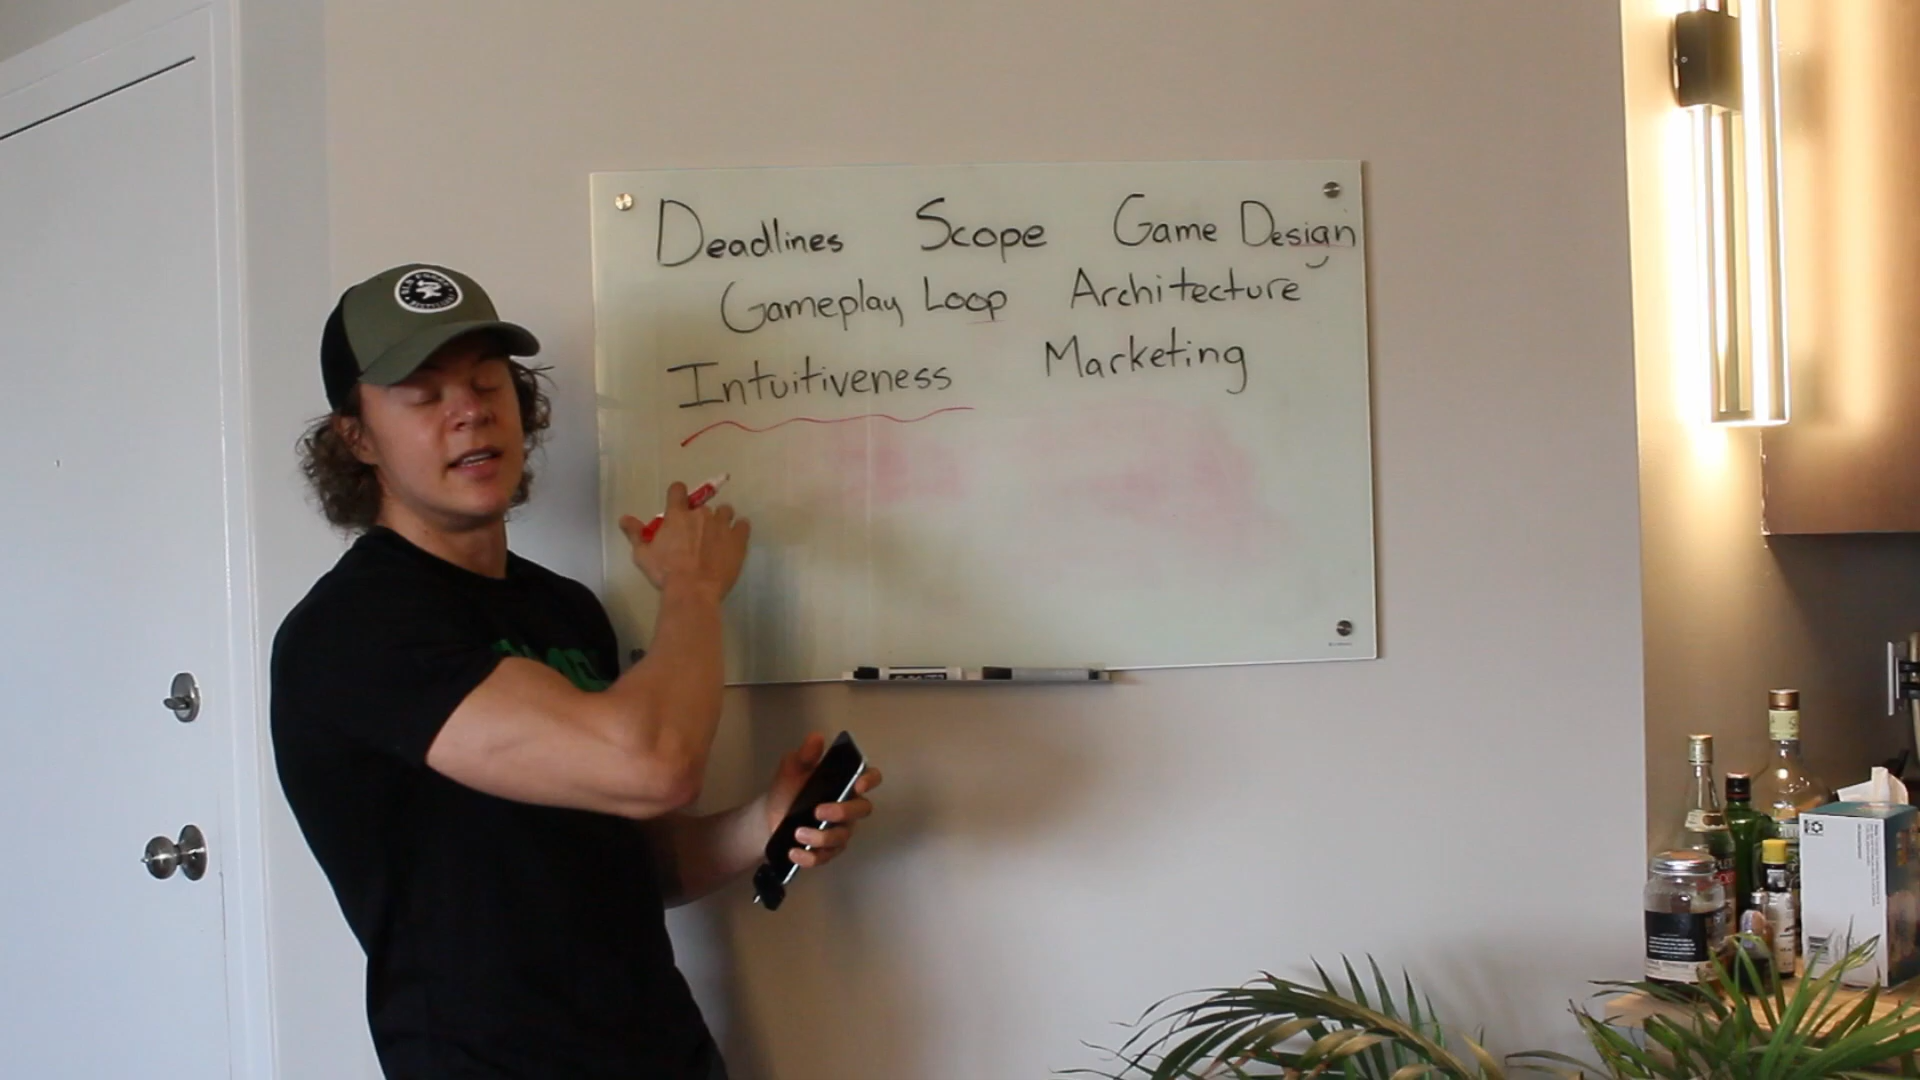 Deadlines Scope Game Design
Gameplay Loop Architecture
Intuitiveness Marketing